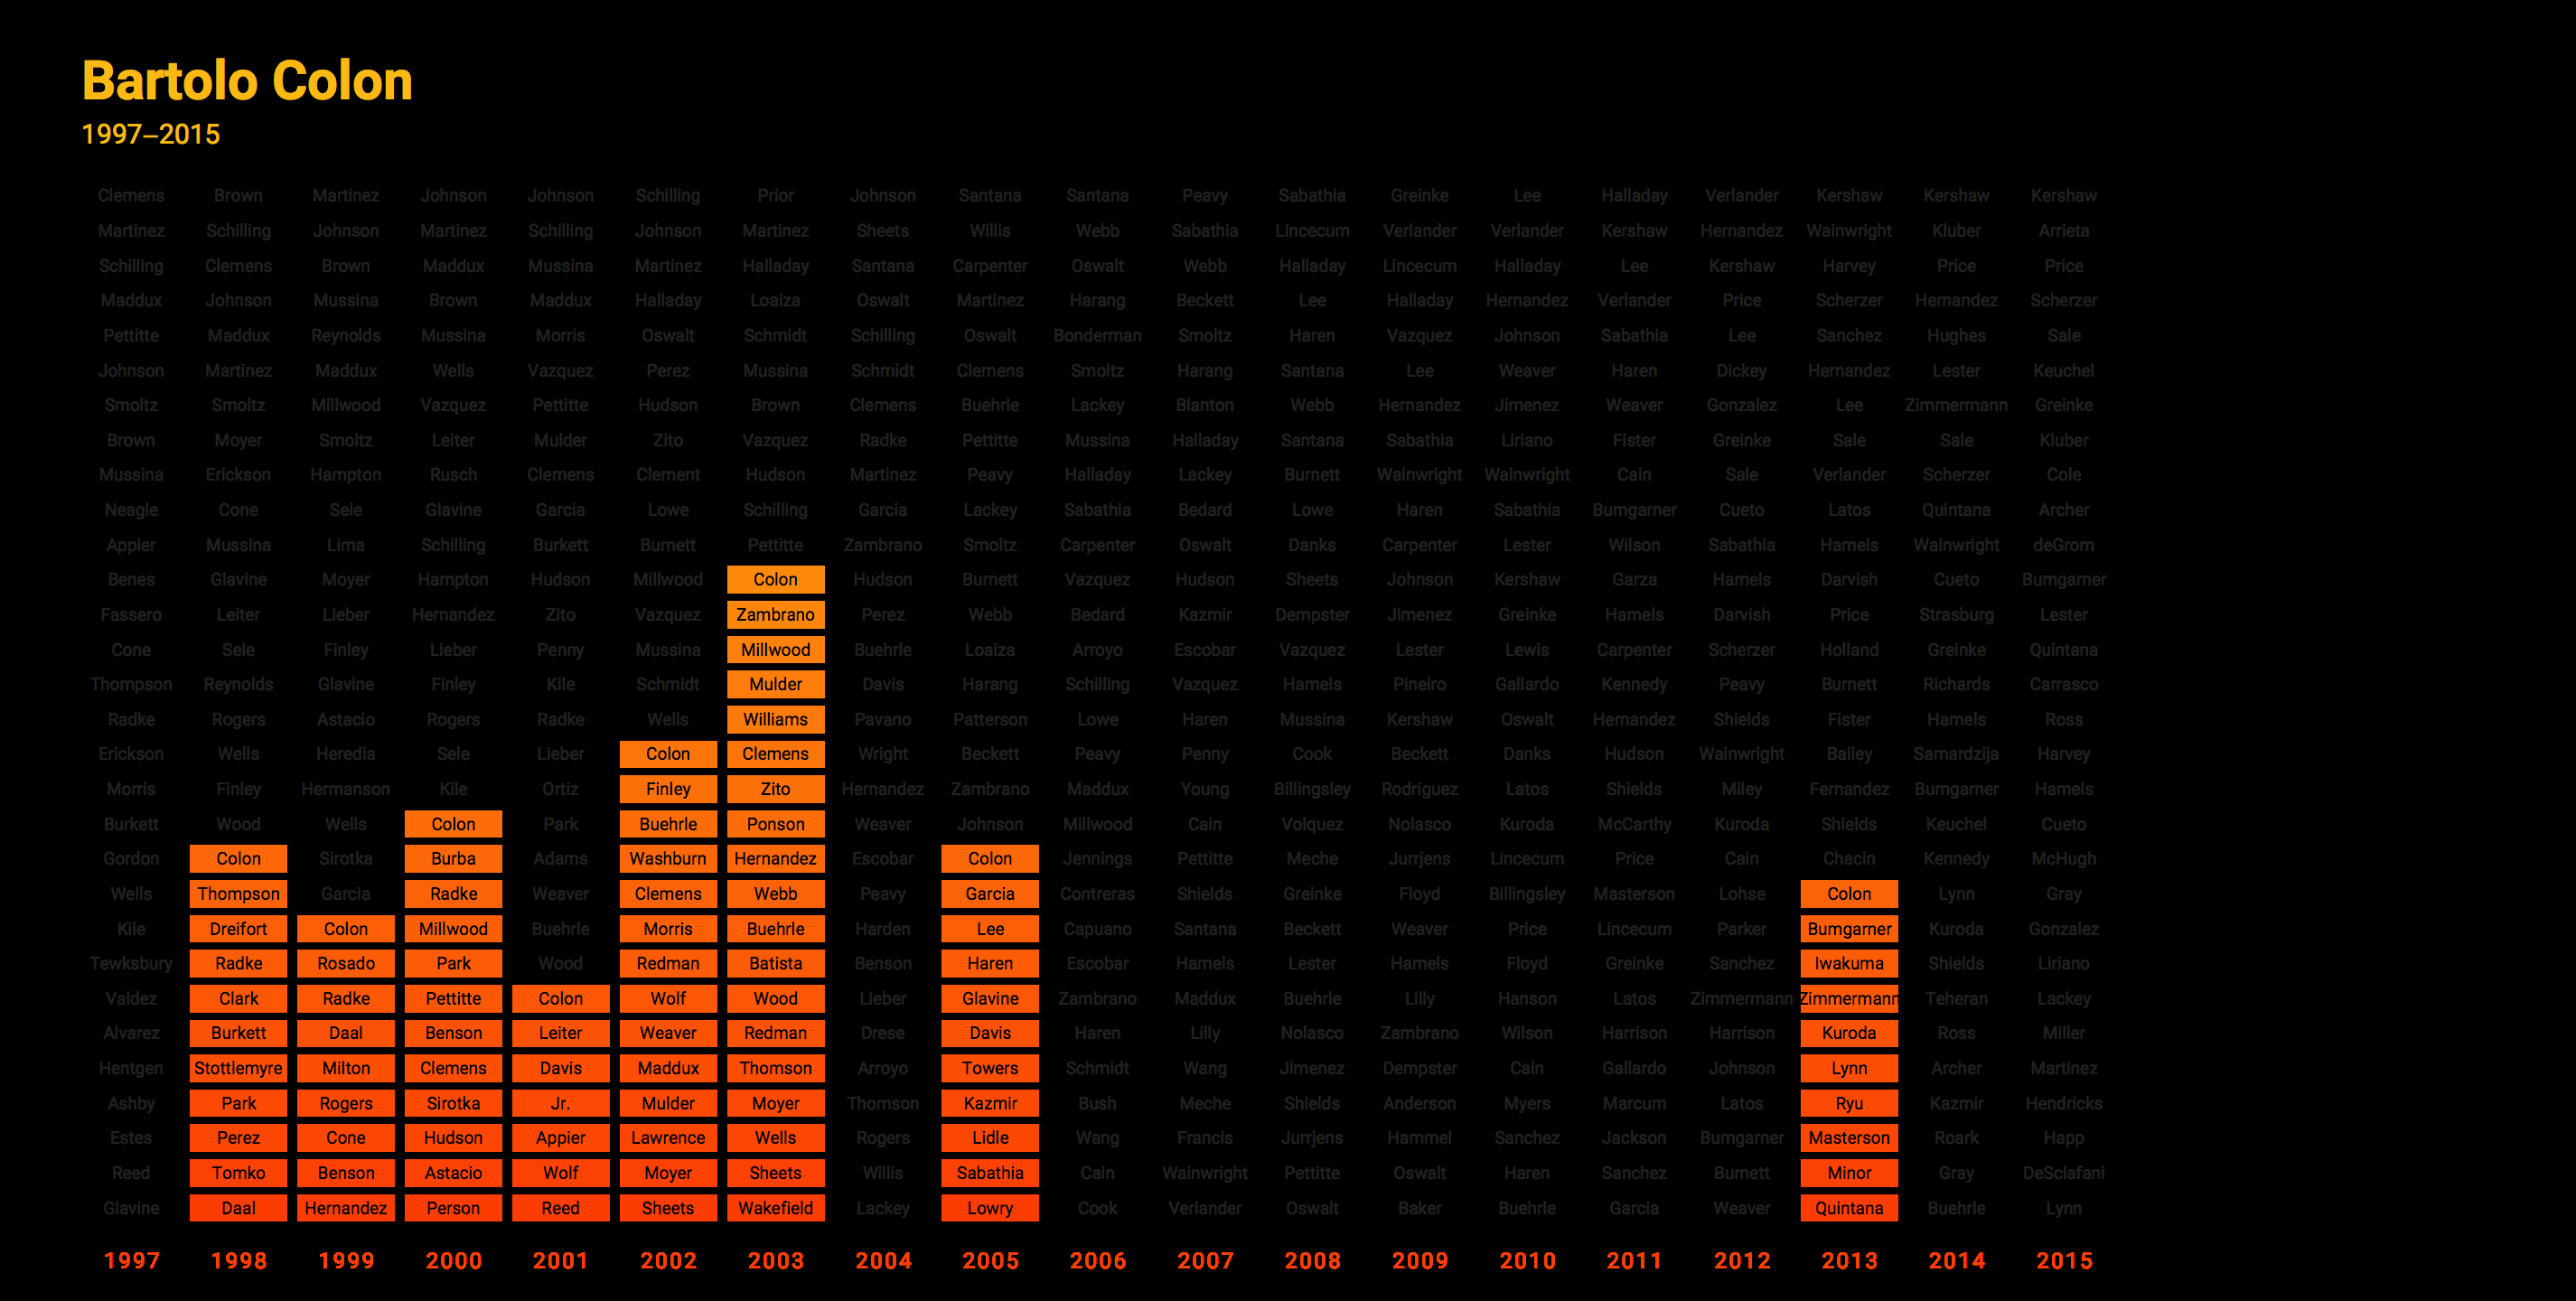 Bartolo Colon
1997–2015
Clemens Brown Martinez Johnson Johnson Schilling Prior Johnson Santana Santana Peavy Sabathia Greinke Lee Halladay Verlander Kershaw Kershaw Kershaw
Martinez Schilling Johnson Martinez Schilling Johnson Martinez Sheets Willis Webb Sabathia Lincecum Verlander Verlander Kershaw Hernandez Wainwright Kluber Arrieta
Schilling Clemens Brown Maddux Mussina Martinez Halladay Santana Carpenter Oswalt Webb Halladay Lincecum Halladay Lee Kershaw Harvey Price Price
Maddux Johnson Mussina Brown Maddux Halladay Loaiza Oswalt Martinez Harang Beckett Lee Halladay Hernandez Verlander Price Scherzer Hernandez Scherzer
Pettitte Maddux Reynolds Mussina Morris Oswalt Schmidt Schilling Oswalt Bonderman Smoltz Haren Vazquez Johnson Sabathia Lee Sanchez Hughes Sale
Johnson Martinez Maddux Wells Vazquez Perez Mussina Schmidt Clemens Smoltz Harang Santana Lee Weaver Haren Dickey Hernandez Lester Keuchel
Smoltz Smoltz Millwood Vazquez Pettitte Hudson Brown Clemens Buehrle Lackey Blanton Webb Hernandez Jimenez Weaver Gonzalez Lee Zimmermann Greinke
Brown Moyer Smoltz Leiter Mulder Zito Vazquez Radke Pettitte Mussina Halladay Santana Sabathia Liriano Fister Greinke Sale Sale Kluber
Mussina Erickson Hampton Rusch Clemens Clement Hudson Martinez Peavy Halladay Lackey Burnett Wainwright Wainwright Cain Sale Verlander Scherzer Cole
Neagle Cone Sele Glavine Garcia Lowe Schilling Garcia Lackey Sabathia Bedard Lowe Haren Sabathia Bumgarner Cueto Latos Quintana Archer
Appier Mussina Lima Schilling Burkett Burnett Pettitte Zambrano Smoltz Carpenter Oswalt Danks Carpenter Lester Wilson Sabathia Hamels Wainwright deGrom
Benes Glavine Moyer Hampton Hudson Millwood Colon Hudson Burnett Vazquez Hudson Sheets Johnson Kershaw Garza Hamels Darvish Cueto Bumgarner
Fassero Leiter Lieber Hernandez Zito Vazquez Zambrano Perez Webb Bedard Kazmir Dempster Jimenez Greinke Hamels Darvish Price Strasburg Lester
Cone Sele Finley Lieber Penny Mussina Millwood Buehrle Loaiza Arroyo Escobar Vazquez Lester Lewis Carpenter Scherzer Holland Greinke Quintana
Thompson Reynolds Glavine Finley Kile Schmidt Mulder Davis Harang Schilling Vazquez Hamels Pineiro Gallardo Kennedy Peavy Burnett Richards Carrasco
Radke Rogers Astacio Rogers Radke Wells Williams Pavano Patterson Lowe Haren Mussina Kershaw Oswalt Hernandez Shields Fister Hamels Ross
Erickson Wells Heredia Sele Lieber Colon Clemens Wright Beckett Peavy Penny Cook Beckett Danks Hudson Wainwright Bailey Samardzija Harvey
Morris Finley Hermanson Kile Ortiz Finley Zito Hernandez Zambrano Maddux Young Billingsley Rodriguez Latos Shields Miley Fernandez Bumgarner Hamels
Burkett Wood Wells Colon Park Buehrle Ponson Weaver Johnson Millwood Cain Volquez Nolasco Kuroda McCarthy Kuroda Shields Keuchel Cueto
Gordon Colon Sirotka Burba Adams Washburn Hernandez Escobar Colon Jennings Pettitte Meche Jurrjens Lincecum Price Cain Chacin Kennedy McHugh
Wells Thompson Garcia Radke Weaver Clemens Webb Peavy Garcia Contreras Shields Greinke Floyd Billingsley Masterson Lohse Colon Lynn Gray
Kile Dreifort Colon Millwood Buehrle Morris Buehrle Harden Lee Capuano Santana Beckett Weaver Price Lincecum Parker Bumgarner Kuroda Gonzalez
Tewksbury Radke Rosado Park Wood Redman Batista Benson Haren Escobar Hamels Lester Hamels Floyd Greinke Sanchez Iwakuma Shields Liriano
Valdez Clark Radke Pettitte Colon Wolf Wood Lieber Glavine Zambrano Maddux Buehrle Lilly Hanson Latos Zimmermann Zimmermann Teheran Lackey
Alvarez Burkett Daal Benson Leiter Weaver Redman Drese Davis Haren Lilly Nolasco Zambrano Wilson Harrison Harrison Kuroda Ross Miller
Hentgen Stottlemyre Milton Clemens Davis Maddux Thomson Arroyo Towers Schmidt Wang Jimenez Dempster Cain Gallardo Johnson Lynn Archer Martinez
Ashby Park Rogers Sirotka Jr. Mulder Moyer Thomson Kazmir Bush Meche Shields Anderson Myers Marcum Latos Ryu Kazmir Hendricks
Estes Perez Cone Hudson Appier Lawrence Wells Rogers Lidle Wang Francis Jurrjens Hammel Sanchez Jackson Bumgarner Masterson Roark Happ
Reed Tomko Benson Astacio Wolf Moyer Sheets Willis Sabathia Cain Wainwright Pettitte Oswalt Haren Sanchez Burnett Minor Gray DeSclafani
Glavine Daal Hernandez Person Reed Sheets Wakefield Lackey Lowry Cook Verlander Oswalt Baker Buehrle Garcia Weaver Quintana Buehrle Lynn
1997 1998 1999 2000 2001 2002 2003 2004 2005 2006 2007 2008 2009 2010 2011 2012 2013 2014 2015